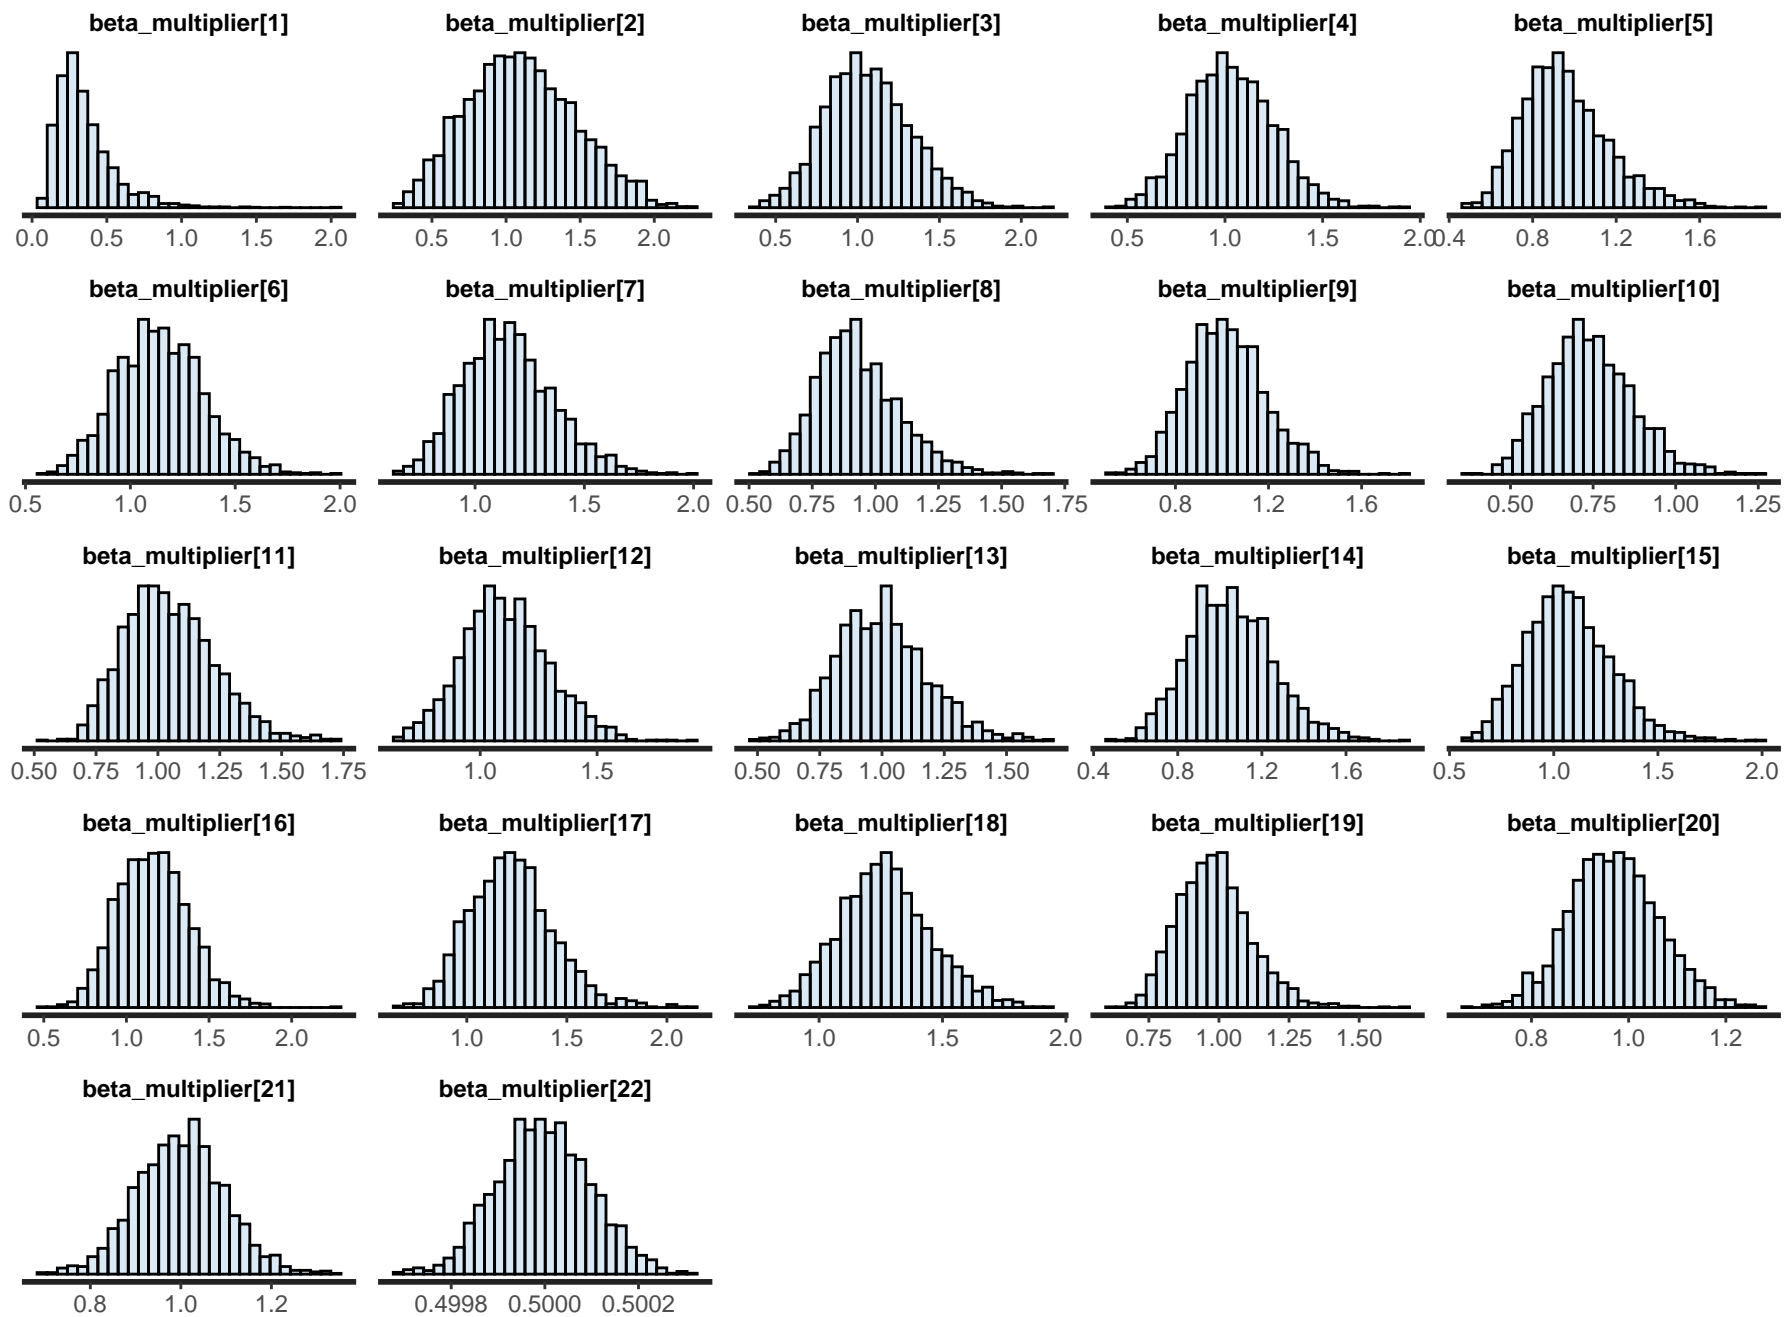 beta_multiplier[1] beta_multiplier[2] beta_multiplier[3] beta_multiplier[4] beta_multiplier[5]
0.0 0.5 1.0 1.5 2.0 0.5 1.0 1.5 2.0 0.5 1.0 1.5 2.0 0.5 1.0 1.5 2.0 0.4 0.8 1.2 1.6
beta_multiplier[6] beta_multiplier[7] beta_multiplier[8] beta_multiplier[9] beta_multiplier[10]
0.5 1.0 1.5 2.0 1.0 1.5 2.0 0.50 0.75 1.00 1.25 1.50 1.75 0.8 1.2 1.6 0.50 0.75 1.00 1.25
beta_multiplier[11] beta_multiplier[12] beta_multiplier[13] beta_multiplier[14] beta_multiplier[15]
0.50 0.75 1.00 1.25 1.50 1.75 1.0 1.5 0.50 0.75 1.00 1.25 1.50 0.4 0.8 1.2 1.6 0.5 1.0 1.5 2.0
beta_multiplier[16] beta_multiplier[17] beta_multiplier[18] beta_multiplier[19] beta_multiplier[20]
0.5 1.0 1.5 2.0 1.0 1.5 2.0 1.0 1.5 2.0 0.75 1.00 1.25 1.50 0.8 1.0 1.2
beta_multiplier[21] beta_multiplier[22]
0.8 1.0 1.2 0.4998 0.5000 0.5002